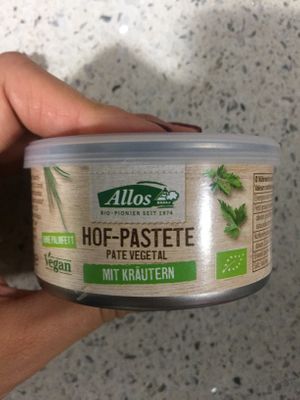 Allos
BIO-PIONIER SEIT 1974
OHNE PALMFETT
HOF-PASTETE
PATE VEGETAL
Vegan
MIT KRÄUTERN